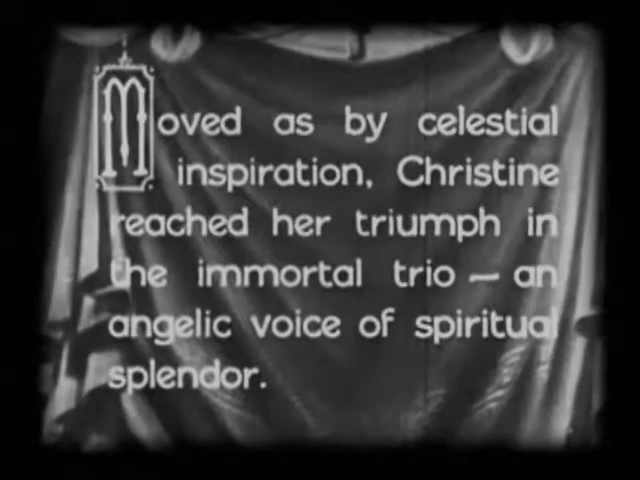 Moved as by celestial
inspiration, Christine
reached her triumph in
the immortal trio — an
angelic voice of spiritual
splendor.